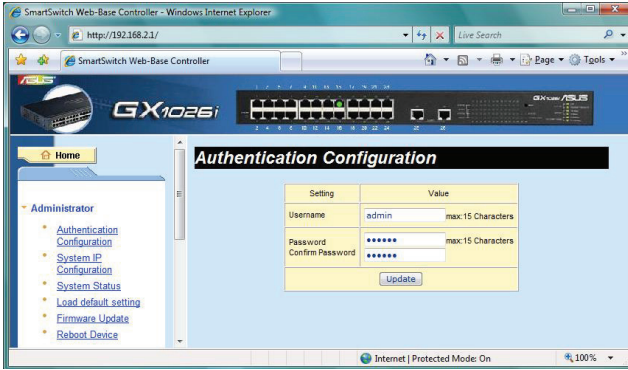 SmartSwitch Web-Base Controller - Windows Internet Explorer
http://192.168.2.1/
Live Search
SmartSwitch Web-Base Controller
Page
Tools
ASUS
GX1026i
GX1026i ASUS
Home
Authentication Configuration
Setting
Value
Username
admin
max:15 Characters
Password
max:15 Characters
Confirm Password
Update
Administrator
Authentication
Configuration
System IP
Configuration
System Status
Load default setting
Firmware Update
Reboot Device
Internet | Protected Mode: On
100%